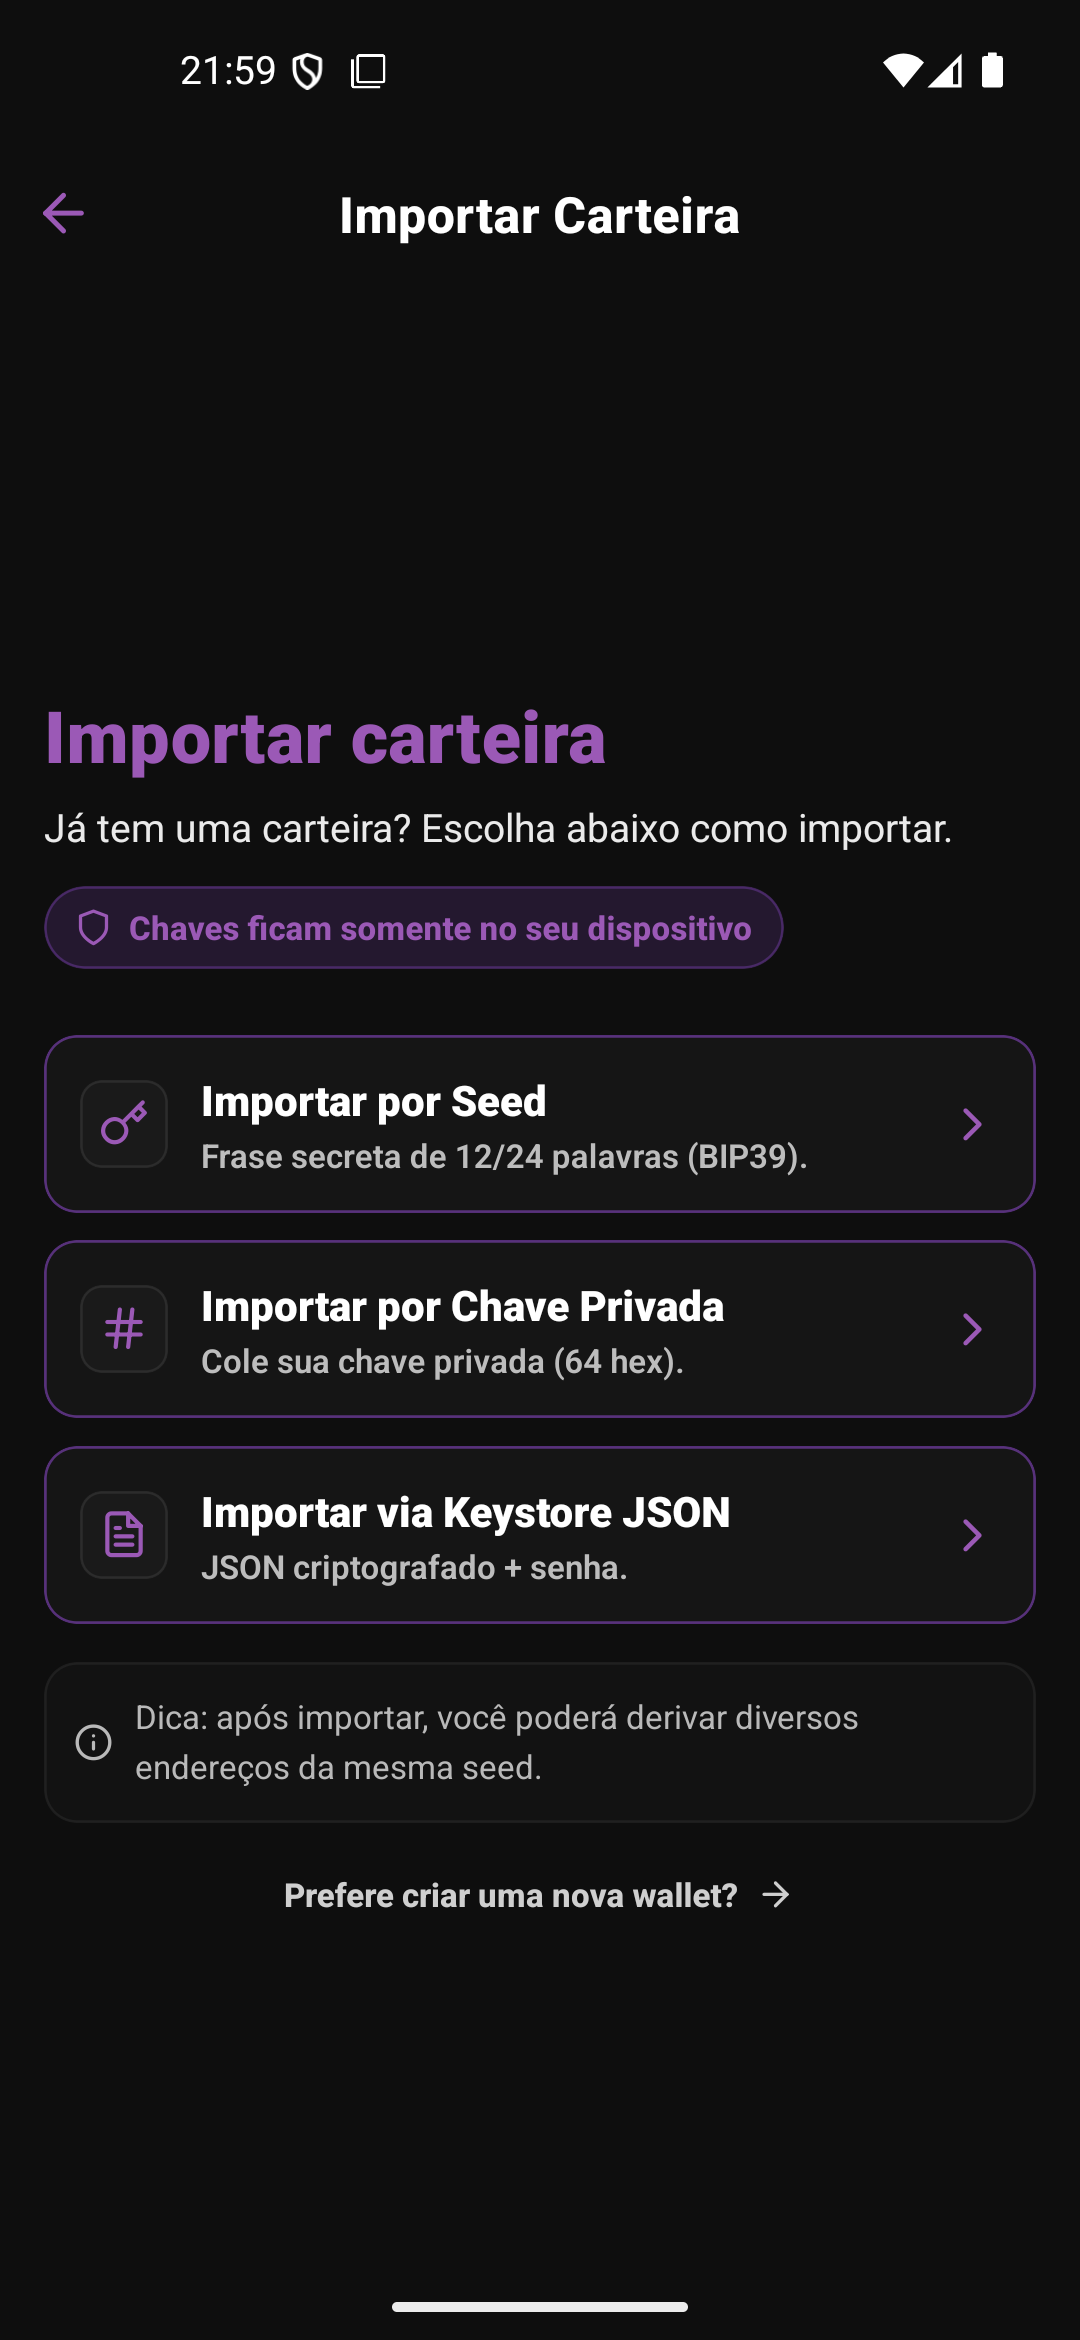 21:59
Importar Carteira
Importar carteira
Já tem uma carteira? Escolha abaixo como importar.
Chaves ficam somente no seu dispositivo
Importar por Seed
Frase secreta de 12/24 palavras (BIP39).
Importar por Chave Privada
Cole sua chave privada (64 hex).
Importar via Keystore JSON
JSON criptografado + senha.
Dica: após importar, você poderá derivar diversos
endereços da mesma seed.
Prefere criar uma nova wallet?